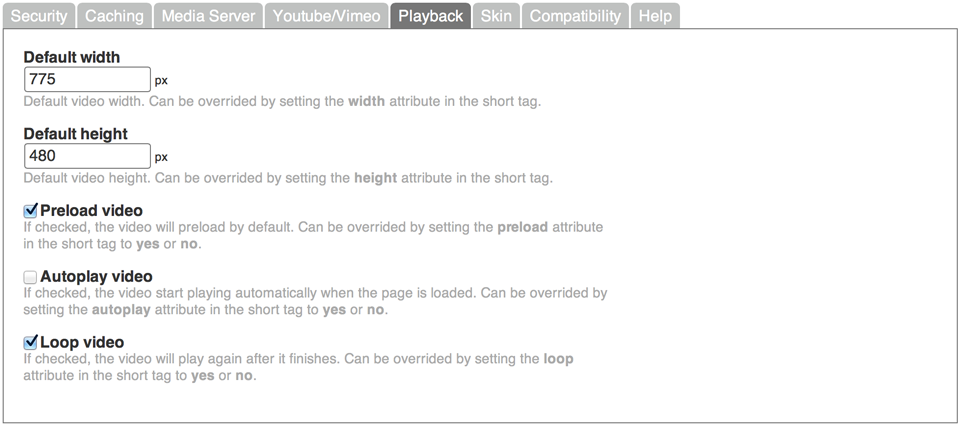 Security Caching Media Server Youtube/Vimeo Playback Skin Compatibility Help
Default width
775 px
Default video width. Can be overrided by setting the width attribute in the short tag.
Default height
480 px
Default video height. Can be overrided by setting the height attribute in the short tag.
Preload video
If checked, the video will preload by default. Can be overrided by setting the preload attribute
in the short tag to yes or no.
Autoplay video
If checked, the video start playing automatically when the page is loaded. Can be overrided by
setting the autoplay attribute in the short tag to yes or no.
Loop video
If checked, the video will play again after it finishes. Can be overrided by setting the loop
attribute in the short tag to yes or no.